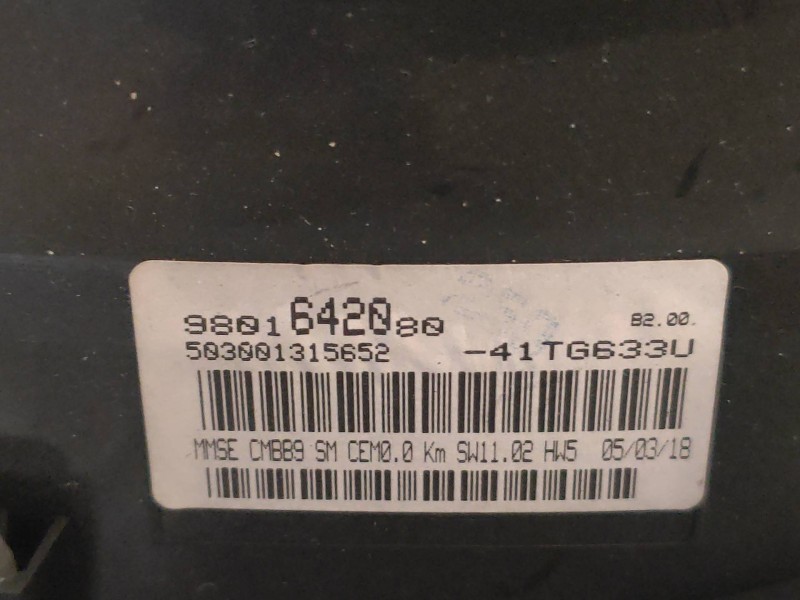 9801642080 B2.00.
503001315652 -41TG633U
MMSE CMBB9 SM CEM0.0 Km SW11.02 HW5 05/03/18